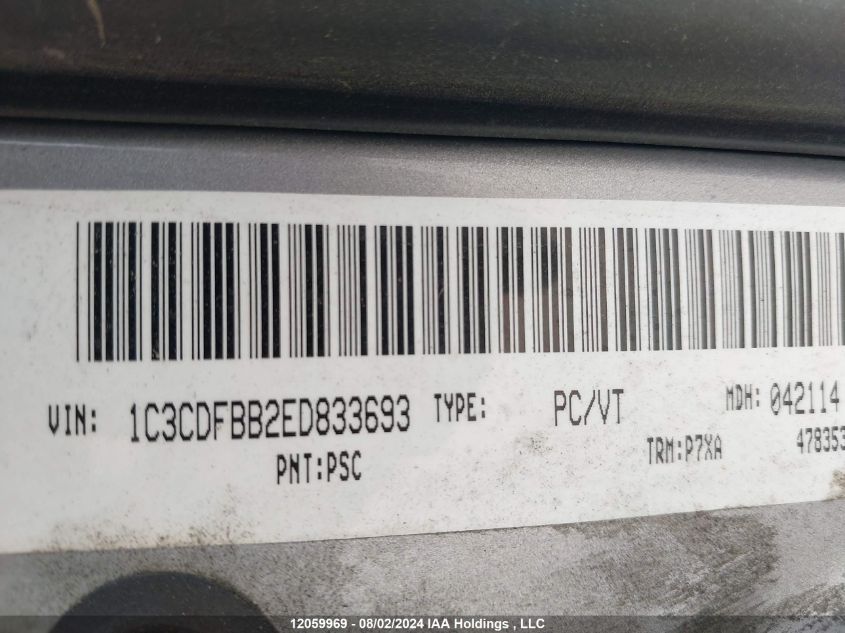 VIN: 1C3CDFBB2ED833693 TYPE: PC/VT MDH: 042114
PNT:PSC TRM:P7XA 478353
12059969 - 08/02/2024 IAA Holdings , LLC